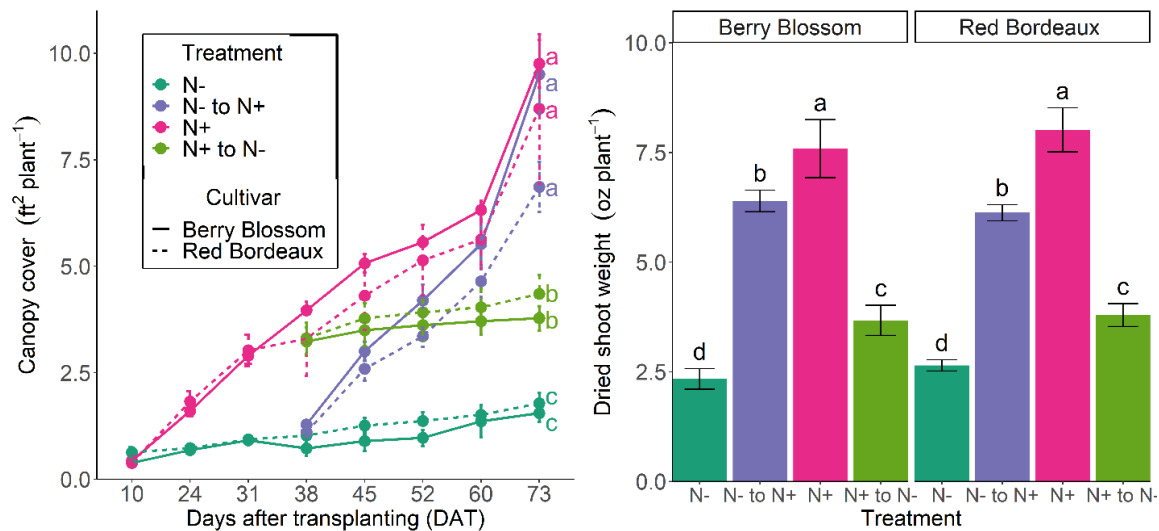 Treatment
N-
N- to N+
N+
N+ to N-
Cultivar
Berry Blossom
Red Bordeaux
Canopy cover (ft² plant⁻¹)
10.0
7.5
5.0
2.5
0.0
a
a
a
a
b
b
c
c
10 24 31 38 45 52 60 73
Days after transplanting (DAT)
Berry Blossom Red Bordeaux
Dried shoot weight (oz plant⁻¹)
10.0
7.5
5.0
2.5
0.0
d b a c d b a c
N- N- to N+ N+ N+ to N- N- N- to N+ N+ N+ to N-
Treatment